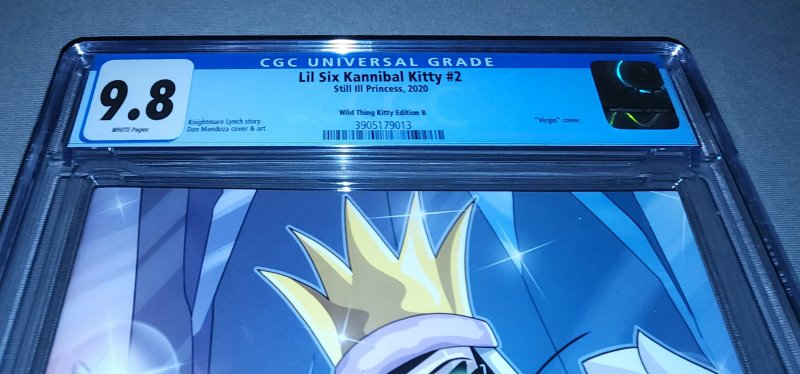 CGC UNIVERSAL GRADE
9.8
WHITE Pages
Lil Six Kannibal Kitty #2
Still Ill Princess, 2020
Wild Thing Kitty Edition B
Knightmare Lynch story
Dan Mendoza cover & art
3905179013
"Virgin" cover